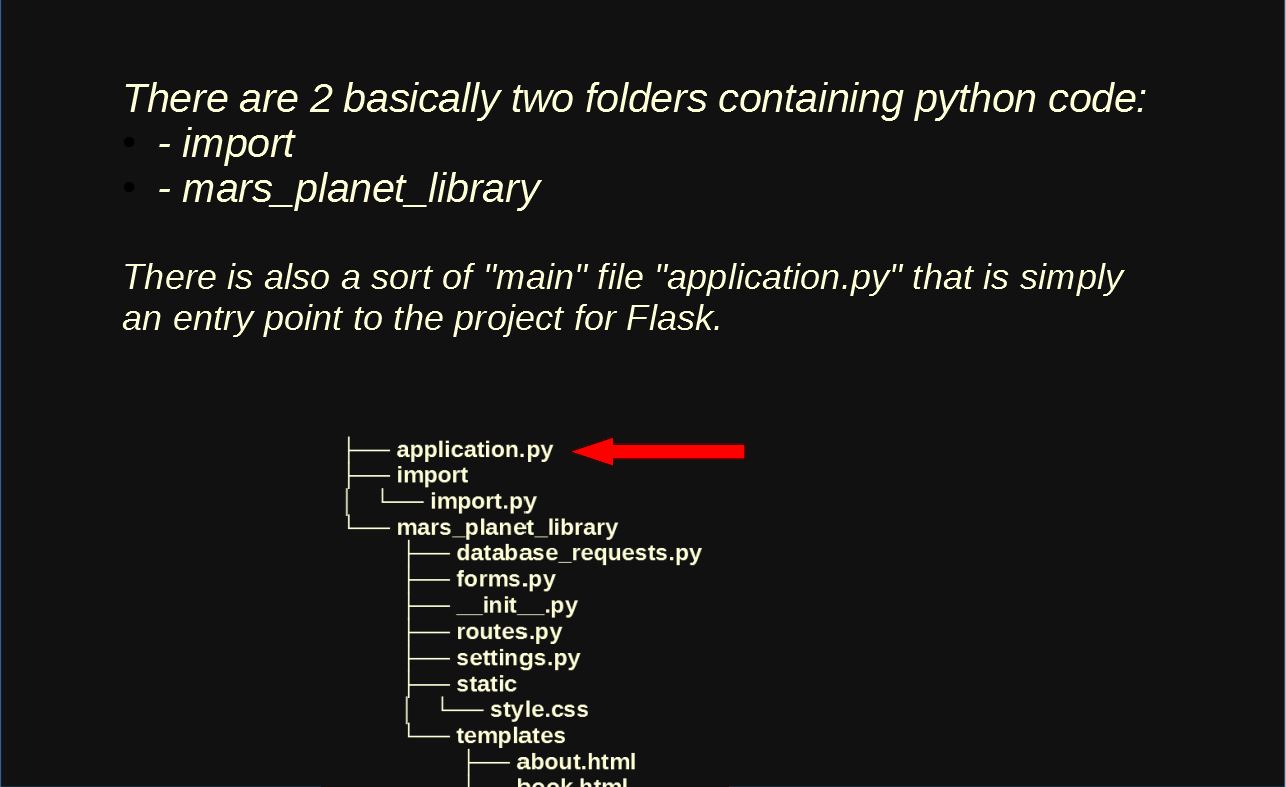 There are 2 basically two folders containing python code:
• - import
• - mars_planet_library
There is also a sort of "main" file "application.py" that is simply
an entry point to the project for Flask.
├── application.py
├── import
│   └── import.py
└── mars_planet_library
    ├── database_requests.py
    ├── forms.py
    ├── __init__.py
    ├── routes.py
    ├── settings.py
    ├── static
    │   └── style.css
    └── templates
        ├── about.html
        ├── book.html